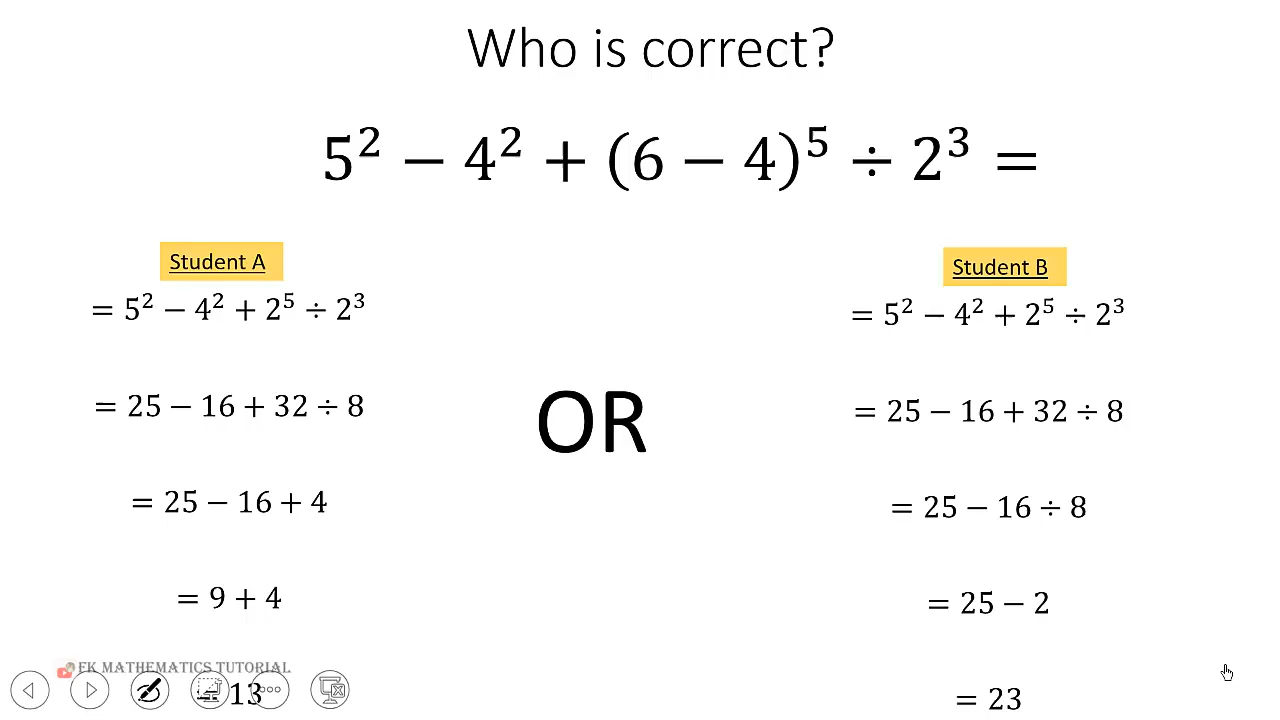 Who is correct?
5² − 4² + (6 − 4)⁵ ÷ 2³ =
Student A
= 5² − 4² + 2⁵ ÷ 2³
= 25 − 16 + 32 ÷ 8
= 25 − 16 + 4
= 9 + 4
= 13
OR
Student B
= 5² − 4² + 2⁵ ÷ 2³
= 25 − 16 + 32 ÷ 8
= 25 − 16 ÷ 8
= 25 − 2
= 23
FK MATHEMATICS TUTORIAL